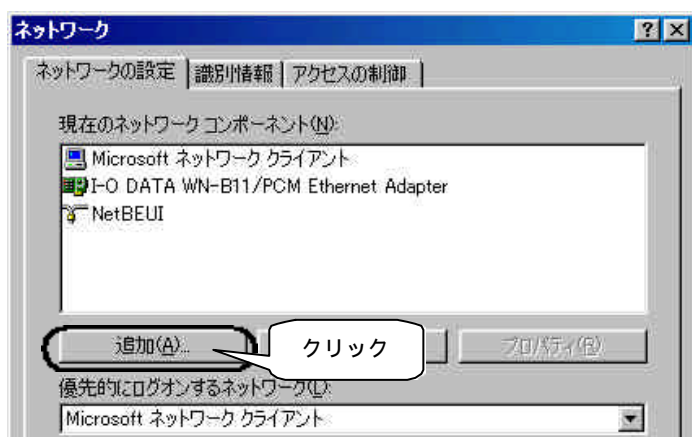 ネットワーク
ネットワークの設定 識別情報 アクセスの制御
現在のネットワーク コンポーネント(N):
Microsoft ネットワーク クライアント
I-O DATA WN-B11/PCM Ethernet Adapter
NetBEUI
追加(A)... クリック プロパティ(R)
優先的にログオンするネットワーク(L):
Microsoft ネットワーク クライアント